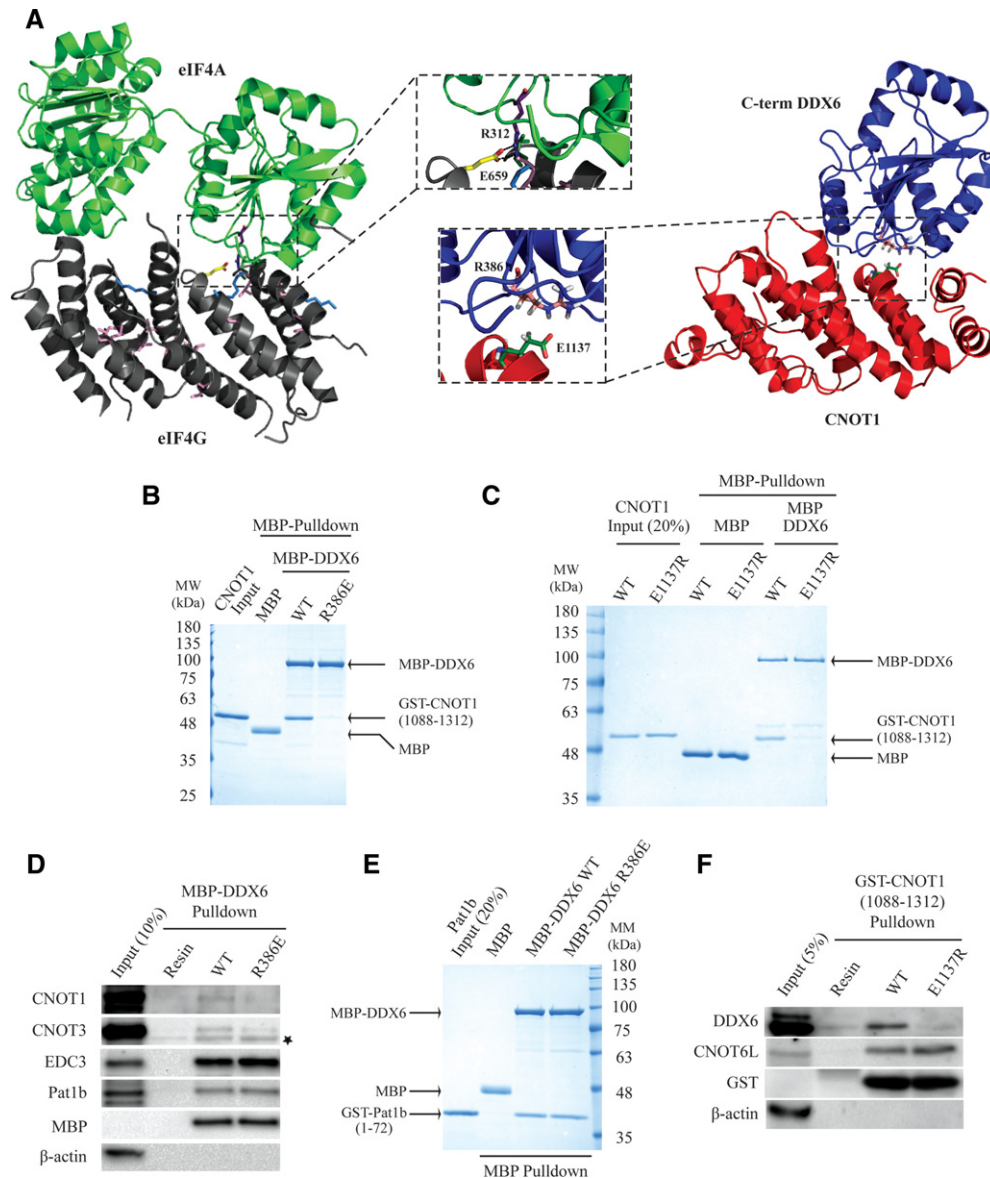 A
eIF4A
eIF4G
R312
E659
R386
E1137
C-term DDX6
CNOT1
B
MBP-Pulldown
MBP-DDX6
MW
(kDa)
CNOT1
Input
MBP
WT
R386E
180
135
100
75
63
48
35
25
MBP-DDX6
GST-CNOT1
(1088-1312)
MBP
C
MBP-Pulldown
CNOT1
Input (20%)
MBP
MBP
DDX6
MW
(kDa)
WT
E1137R
WT
E1137R
WT
E1137R
180
135
100
75
63
48
35
MBP-DDX6
GST-CNOT1
(1088-1312)
MBP
D
MBP-DDX6
Pulldown
Input (10%)
Resin
WT
R386E
CNOT1
CNOT3
EDC3
Pat1b
MBP
β-actin
E
Pat1b
Input (20%)
MBP
MBP-DDX6 WT
MBP-DDX6 R386E
MM
(kDa)
180
135
100
75
63
48
35
MBP-DDX6
MBP
GST-Pat1b
(1-72)
MBP Pulldown
F
GST-CNOT1
(1088-1312)
Pulldown
Input (5%)
Resin
WT
E1137R
DDX6
CNOT6L
GST
β-actin